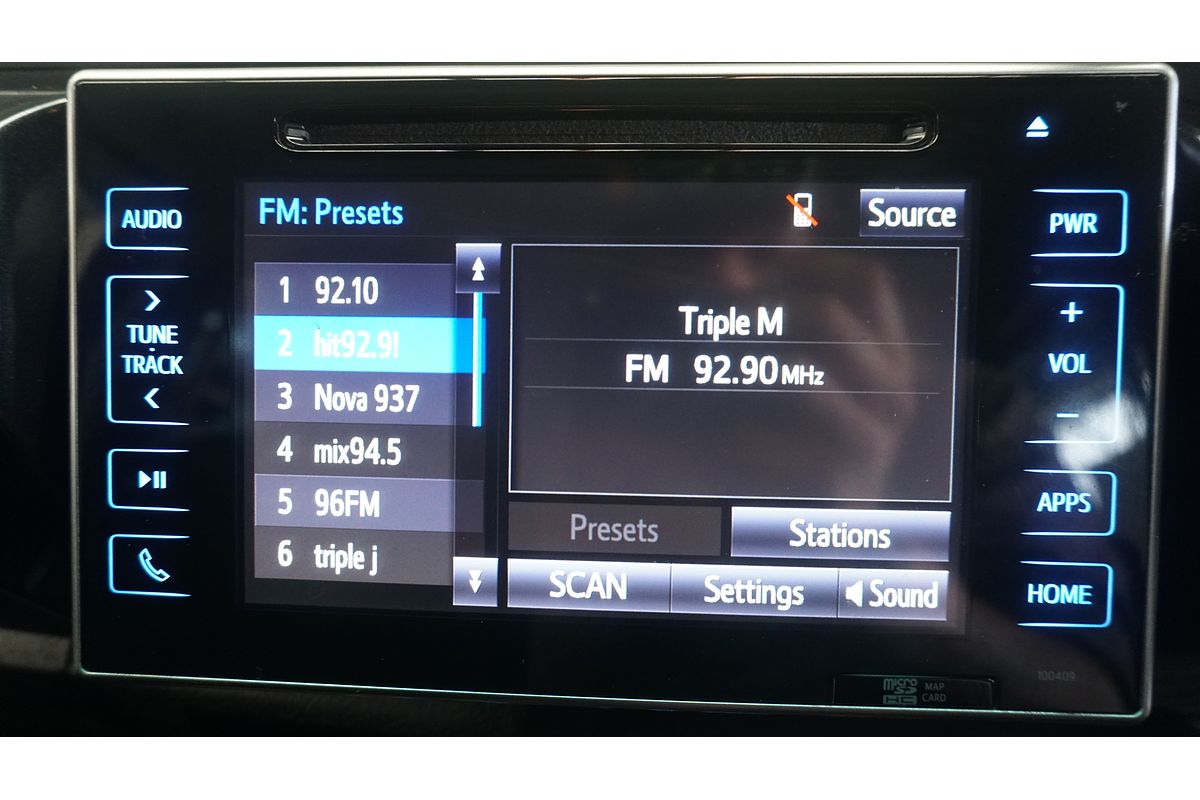 AUDIO
TUNE
TRACK
FM: Presets
Source
1 92.10
2 hit92.9!
3 Nova 937
4 mix94.5
5 96FM
6 triple j
Triple M
FM 92.90 MHz
Presets
Stations
SCAN
Settings
Sound
PWR
+
VOL
-
APPS
HOME
micro
SD
HC
MAP
CARD
100409